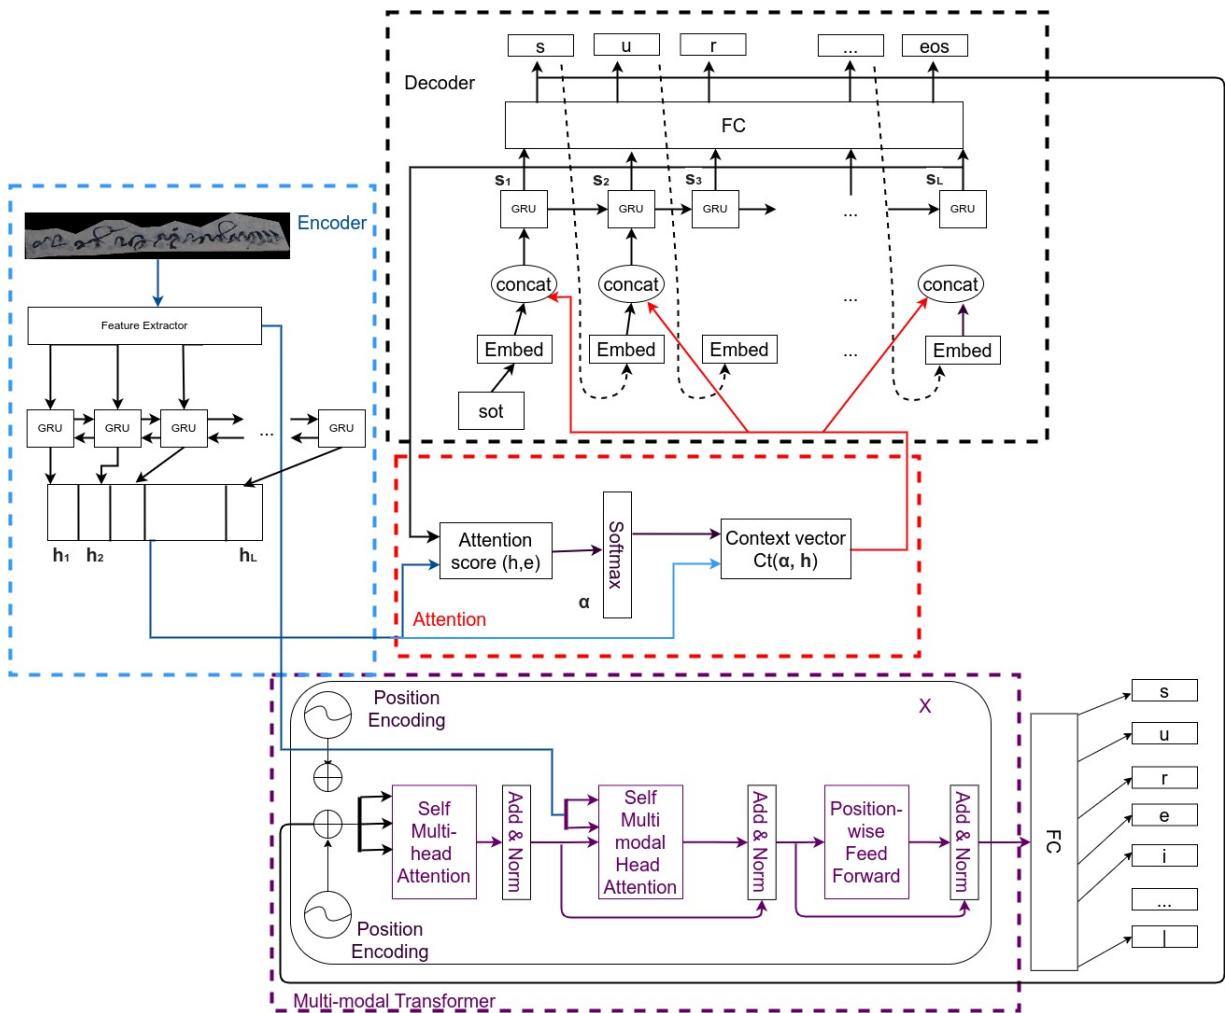 s u r ... eos
Decoder
FC
s₁ s₂ s₃ sL
GRU GRU GRU ... GRU
concat concat ... concat
Embed Embed Embed ... Embed
sot
Encoder
Feature Extractor
GRU GRU GRU ... GRU
h₁ h₂ hL
Attention
score (h,e)
Softmax
α
Context vector
Ct(α, h)
Attention
Position
Encoding
X
Self
Multi-
head
Attention
Add & Norm
Self
Multi
modal
Head
Attention
Add & Norm
Position-
wise
Feed
Forward
Add & Norm
Position
Encoding
Multi-modal Transformer
FC
s
u
r
e
i
...
|